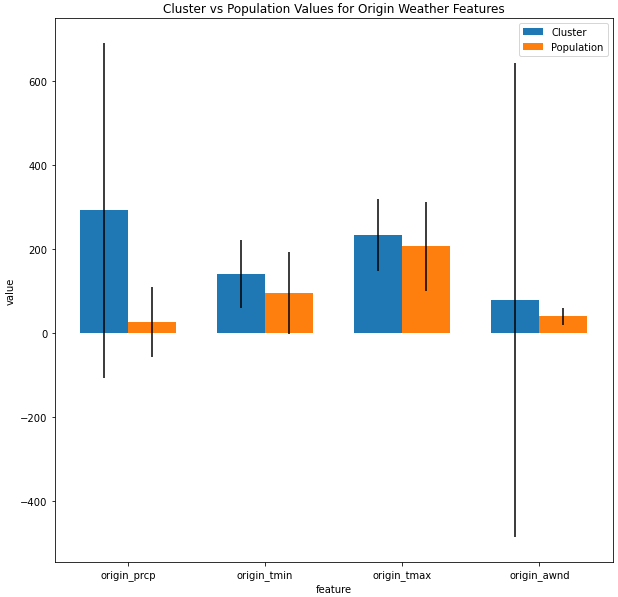 Cluster vs Population Values for Origin Weather Features
Cluster
Population
600
400
200
0
−200
−400
value
origin_prcp
origin_tmin
origin_tmax
origin_awnd
feature